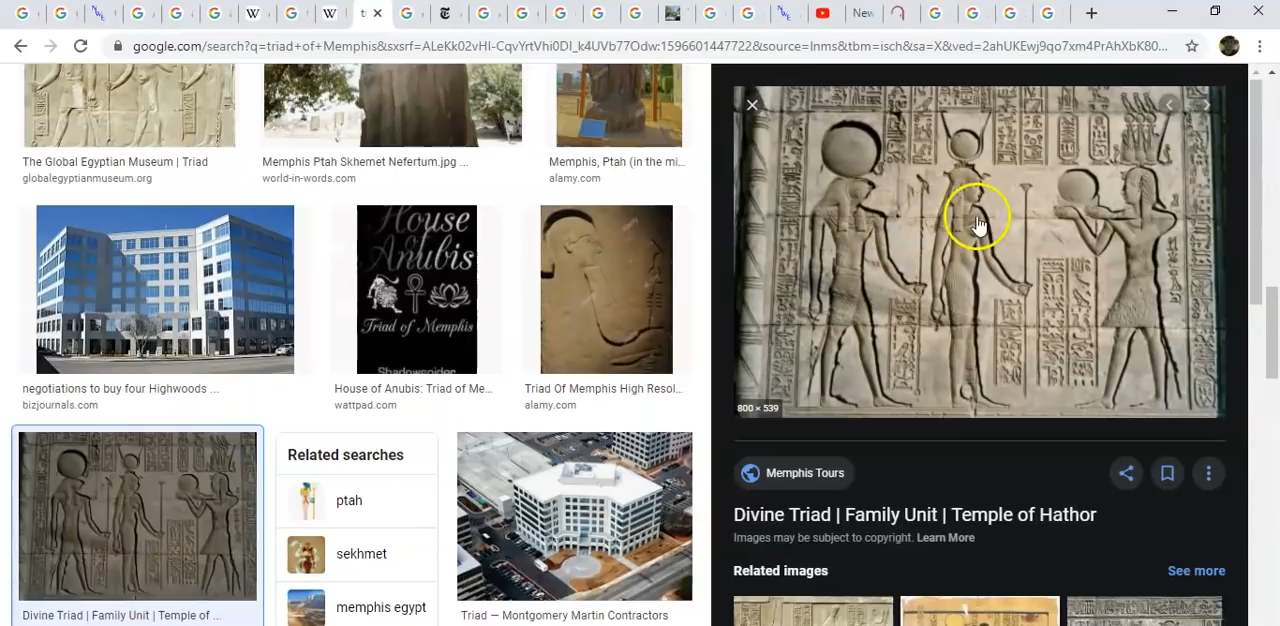 New
google.com/search?q=triad+of+Memphis&sxsrf=ALeKk02vHI-CqvYrtVhi0DI_k4UVb77Odw:1596601447722&source=lnms&tbm=isch&sa=X&ved=2ahUKEwj9qo7xm4PrAhXbK80...
The Global Egyptian Museum | Triad
globalegyptianmuseum.org
Memphis Ptah Skhemet Nefertum.jpg ...
world-in-words.com
Memphis, Ptah (in the mi...
alamy.com
negotiations to buy four Highwoods ...
bizjournals.com
House
of
Anubis
Triad of Memphis
Shadowspider
House of Anubis: Triad of Me...
wattpad.com
Triad Of Memphis High Resol...
alamy.com
Divine Triad | Family Unit | Temple of ...
Related searches
ptah
sekhmet
memphis egypt
Triad — Montgomery Martin Contractors
800 × 539
Memphis Tours
Divine Triad | Family Unit | Temple of Hathor
Images may be subject to copyright. Learn More
Related images
See more